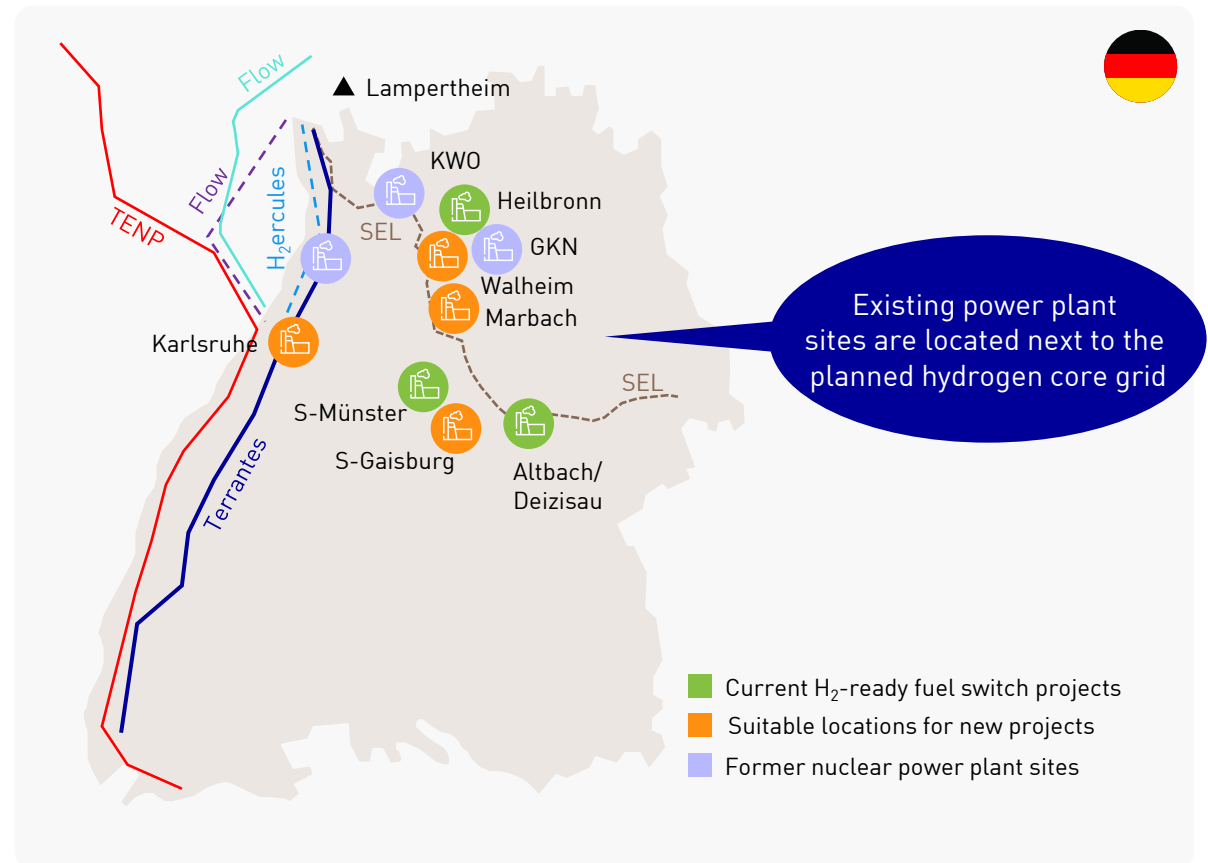 Flow
Lampertheim
KWO
Flow
H₂ercules
Heilbronn
TENP
SEL
GKN
Walheim
Marbach
Karlsruhe
Existing power plant
sites are located next to the
planned hydrogen core grid
SEL
S-Münster
S-Gaisburg
Terrantes
Altbach/
Deizisau
Current H₂-ready fuel switch projects
Suitable locations for new projects
Former nuclear power plant sites